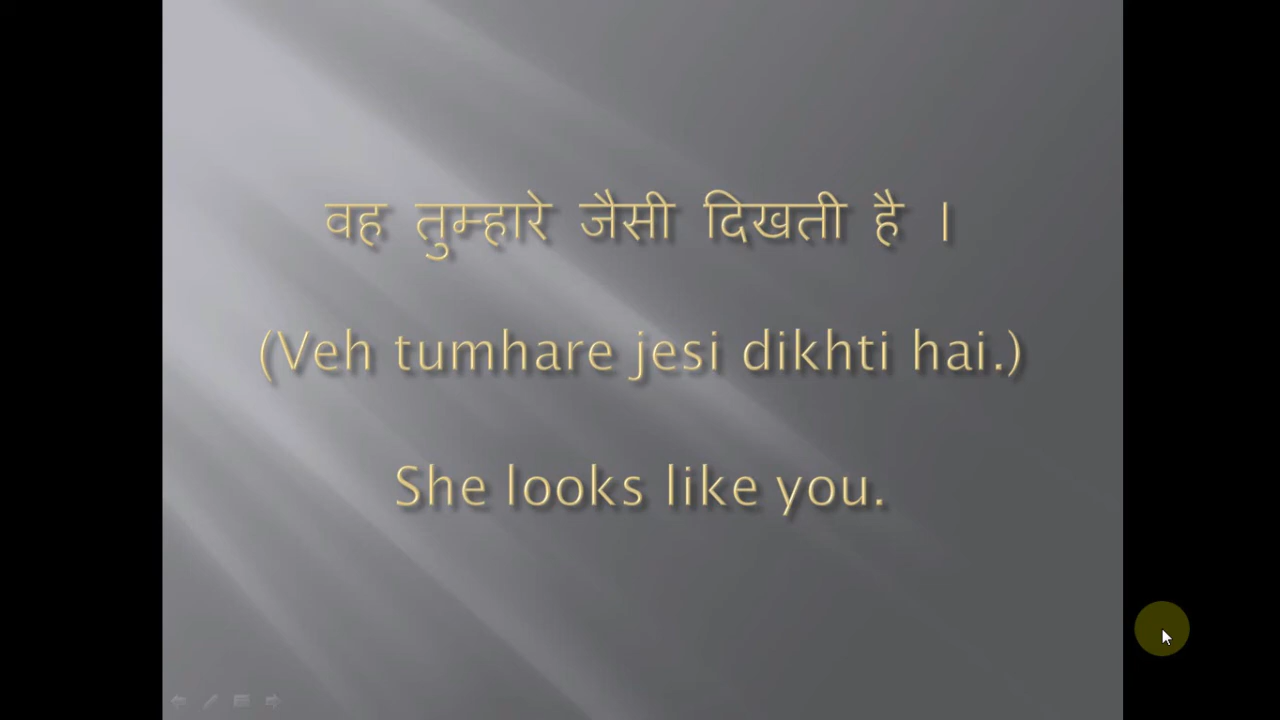 वह तुम्हारे जैसी दिखती है ।
(Veh tumhare jesi dikhti hai.)
She looks like you.